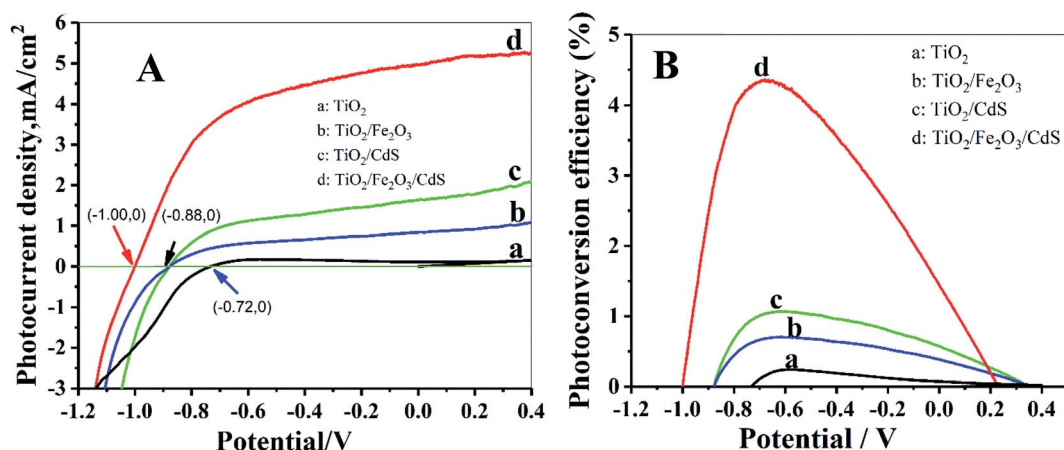 Photocurrent density,mA/cm²
6
5
4
3
2
1
0
-1
-2
-3
A
d
a: TiO₂
b: TiO₂/Fe₂O₃
c: TiO₂/CdS
d: TiO₂/Fe₂O₃/CdS
c
(-1.00,0) (-0.88,0)
b
a
(-0.72,0)
-1.2 -1.0 -0.8 -0.6 -0.4 -0.2 0.0 0.2 0.4
Potential/V
Photoconversion efficiency (%)
5
4
3
2
1
0
B
d
a: TiO₂
b: TiO₂/Fe₂O₃
c: TiO₂/CdS
d: TiO₂/Fe₂O₃/CdS
c
b
a
-1.2 -1.0 -0.8 -0.6 -0.4 -0.2 0.0 0.2 0.4
Potential / V